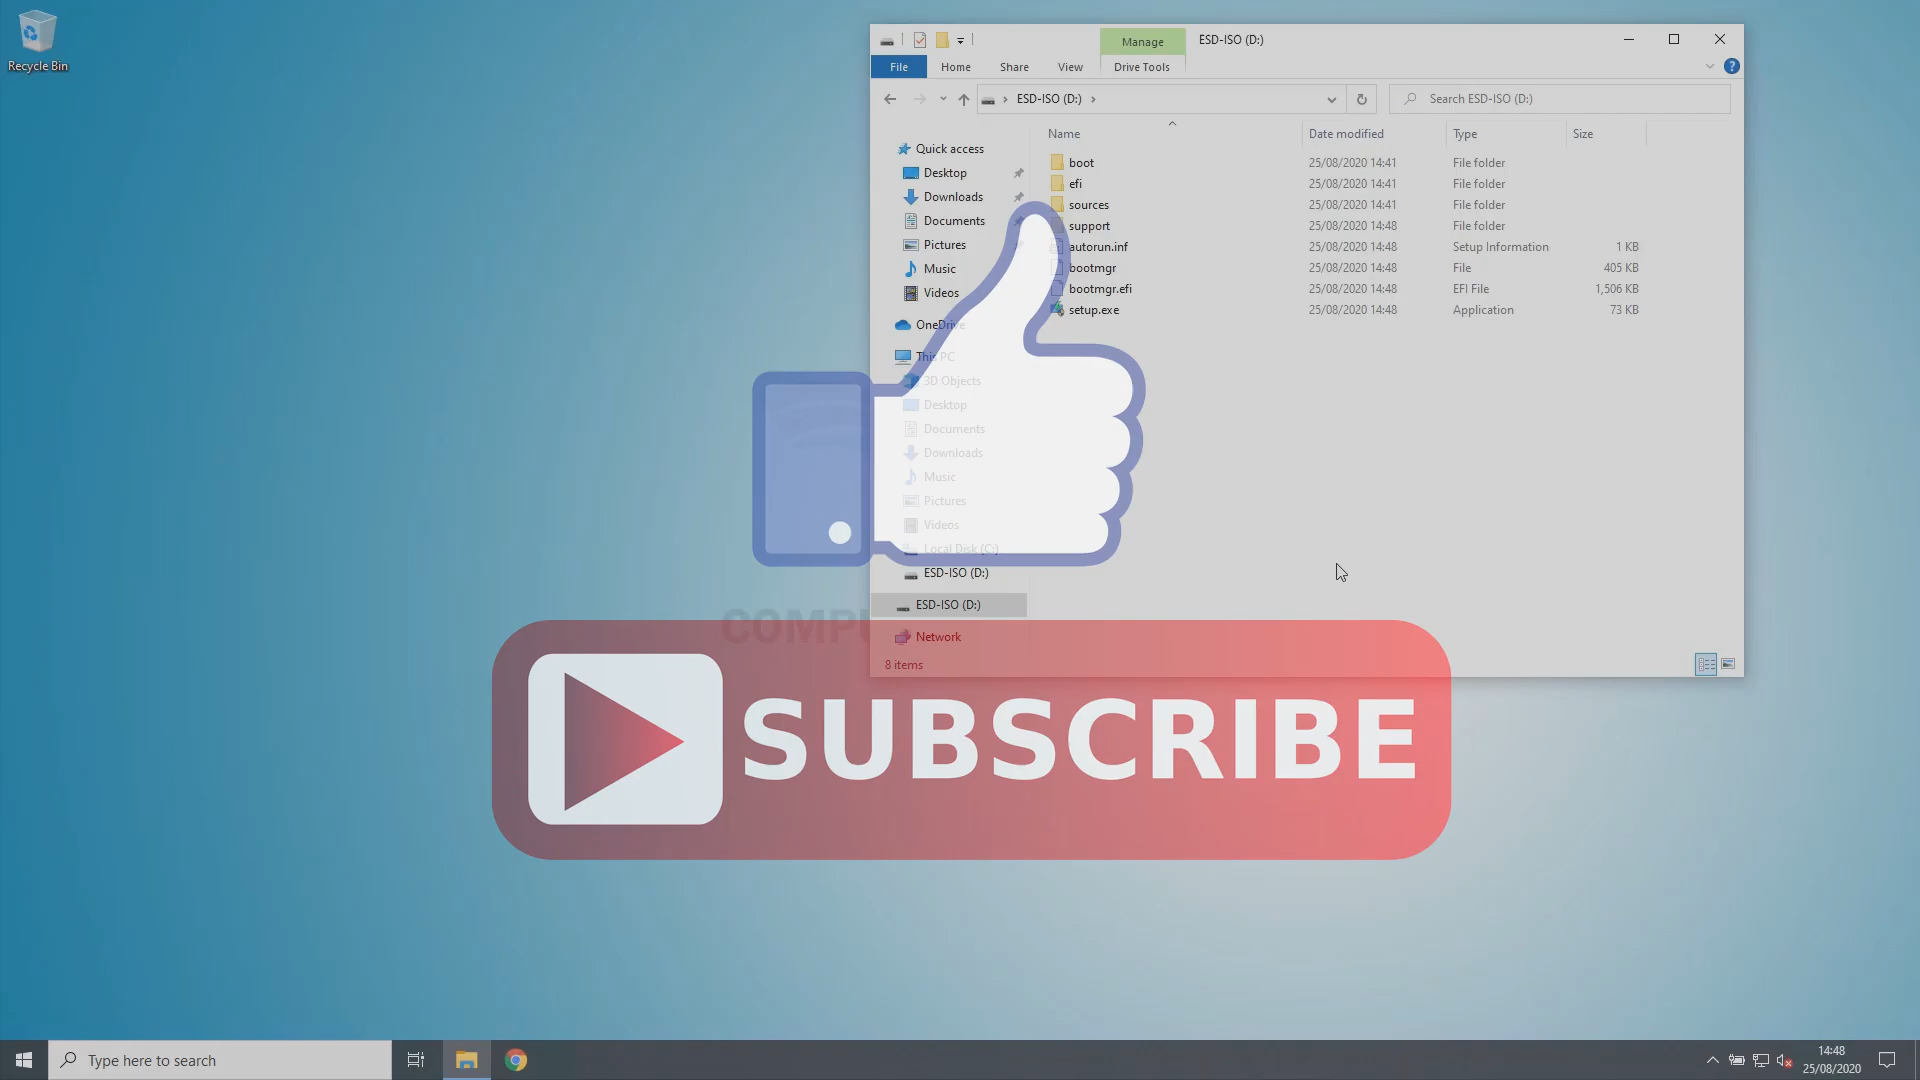 Recycle Bin
Manage
ESD-ISO (D:)
File
Home
Share
View
Drive Tools
ESD-ISO (D:)
Search ESD-ISO (D:)
Name
Date modified
Type
Size
Quick access
Desktop
Downloads
Documents
Pictures
Music
Videos
OneDrive
This PC
3D Objects
Desktop
Documents
Downloads
Music
Pictures
Videos
Local Disk (C:)
ESD-ISO (D:)
ESD-ISO (D:)
Network
8 items
boot 25/08/2020 14:41 File folder
efi 25/08/2020 14:41 File folder
sources 25/08/2020 14:41 File folder
support 25/08/2020 14:48 File folder
autorun.inf 25/08/2020 14:48 Setup Information 1 KB
bootmgr 25/08/2020 14:48 File 405 KB
bootmgr.efi 25/08/2020 14:48 EFI File 1,506 KB
setup.exe 25/08/2020 14:48 Application 73 KB
SUBSCRIBE
Type here to search
14:48
25/08/2020